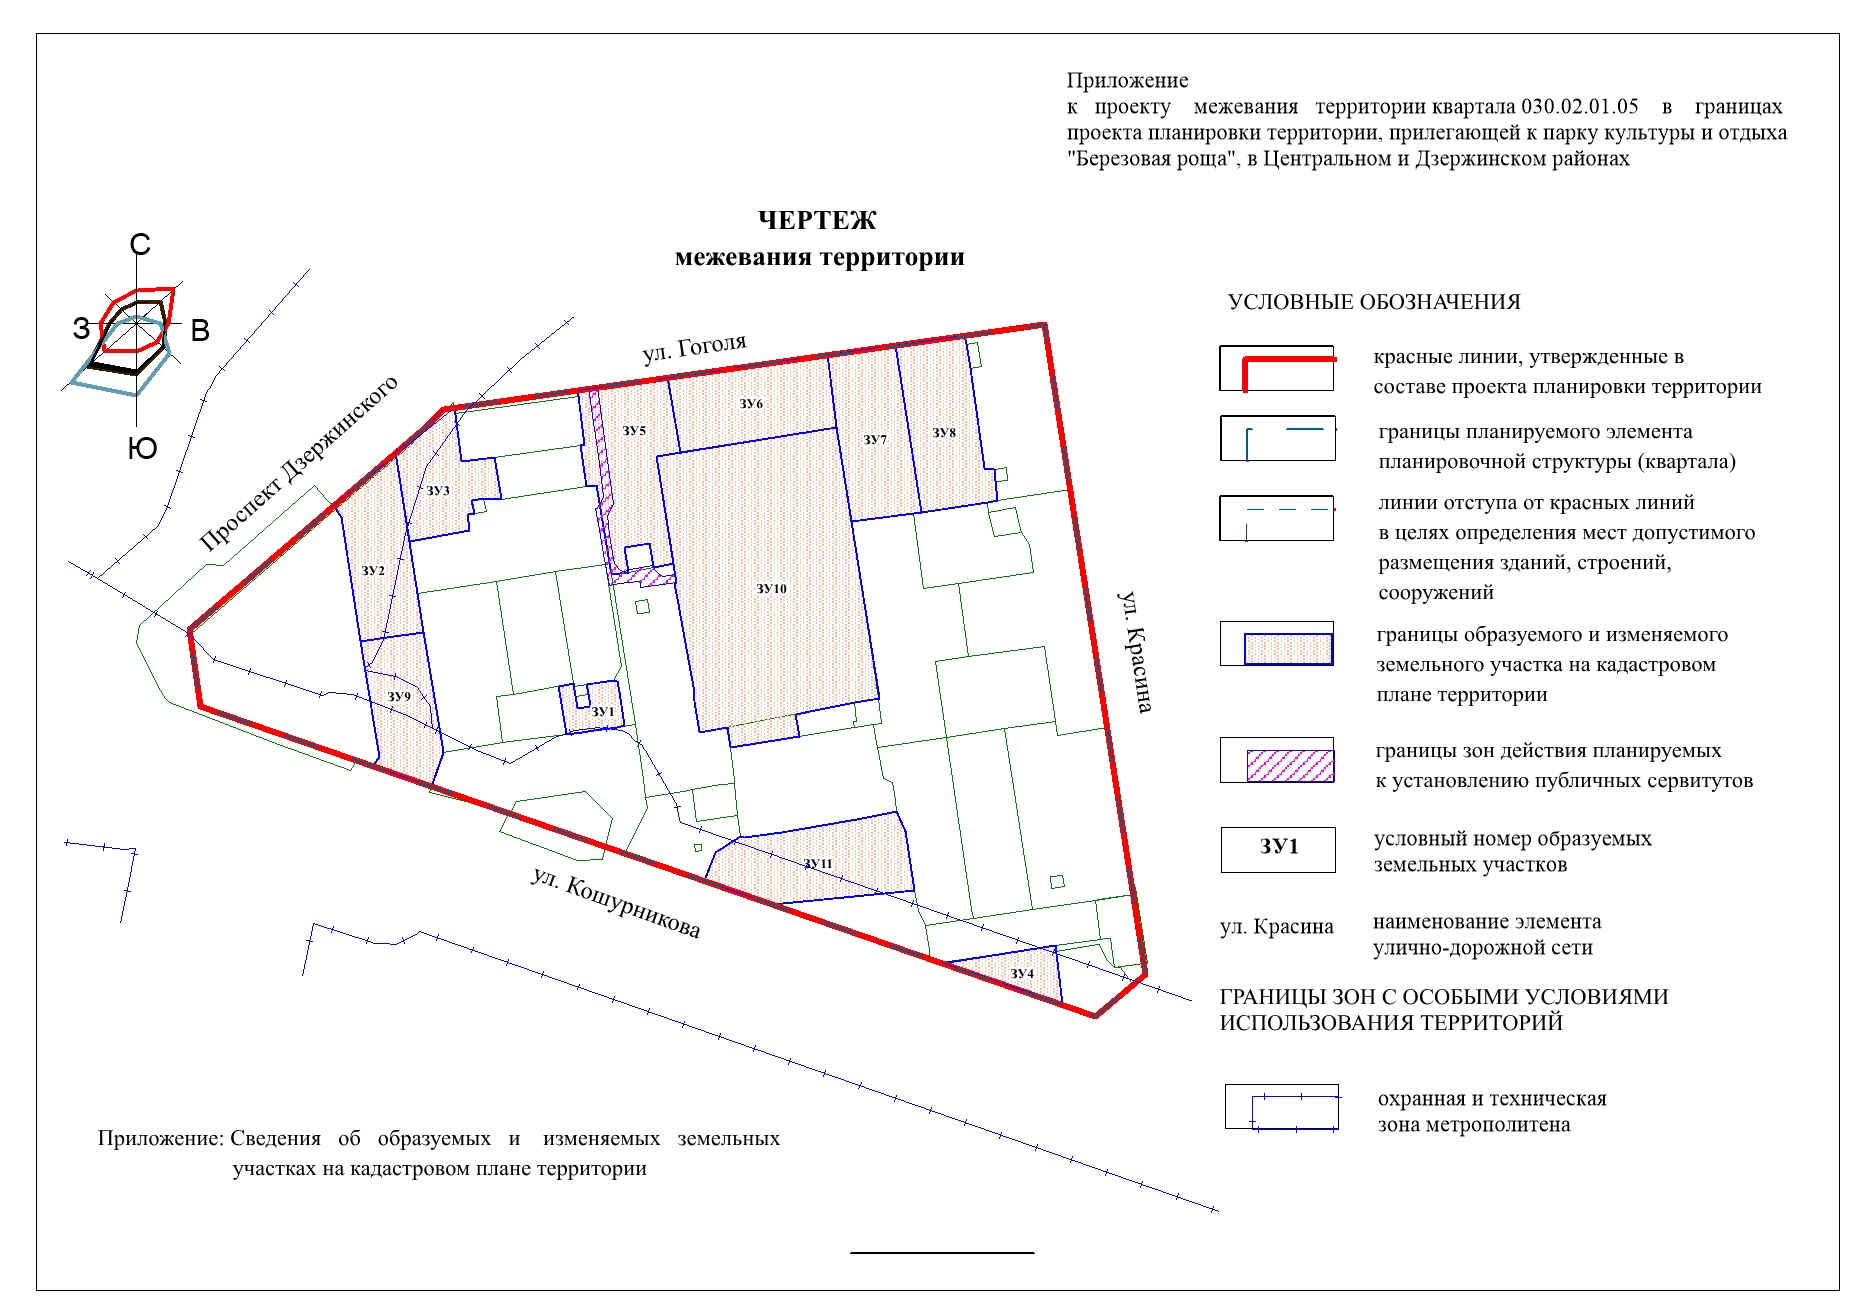 Приложение
к проекту межевания территории квартала 030.02.01.05 в границах
проекта планировки территории, прилегающей к парку культуры и отдыха
"Березовая роща", в Центральном и Дзержинском районах
ЧЕРТЕЖ
межевания территории
С
З
В
Ю
Проспект Дзержинского
ул. Гоголя
ул. Красина
ул. Кошурникова
ЗУ6
ЗУ5
ЗУ7
ЗУ8
ЗУ3
ЗУ2
ЗУ10
ЗУ9
ЗУ1
ЗУ11
ЗУ4
УСЛОВНЫЕ ОБОЗНАЧЕНИЯ
красные линии, утвержденные в
составе проекта планировки территории
границы планируемого элемента
планировочной структуры (квартала)
линии отступа от красных линий
в целях определения мест допустимого
размещения зданий, строений,
сооружений
границы образуемого и изменяемого
земельного участка на кадастровом
плане территории
границы зон действия планируемых
к установлению публичных сервитутов
ЗУ1
условный номер образуемых
земельных участков
ул. Красина
наименование элемента
улично-дорожной сети
ГРАНИЦЫ ЗОН С ОСОБЫМИ УСЛОВИЯМИ
ИСПОЛЬЗОВАНИЯ ТЕРРИТОРИЙ
охранная и техническая
зона метрополитена
Приложение: Сведения об образуемых и изменяемых земельных
участках на кадастровом плане территории